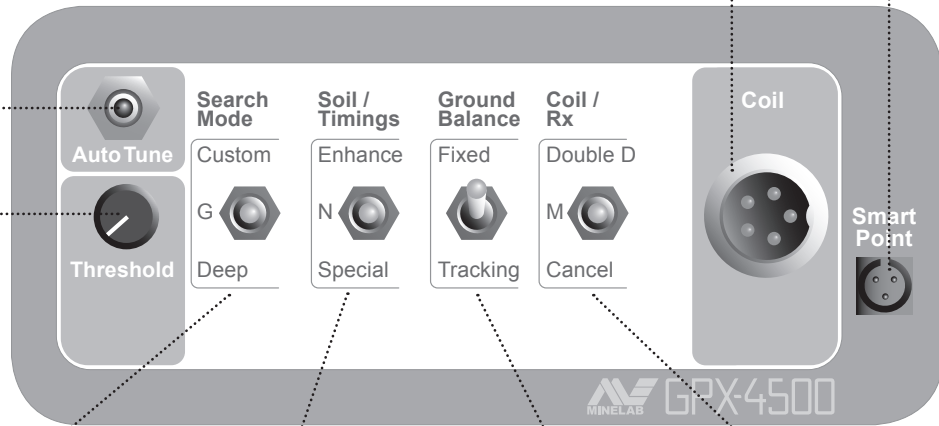 Auto Tune
Threshold
Search
Mode
Custom
G
Deep
Soil /
Timings
Enhance
N
Special
Ground
Balance
Fixed
Tracking
Coil /
Rx
Double D
M
Cancel
Coil
Smart
Point
MINELAB GPX-4500